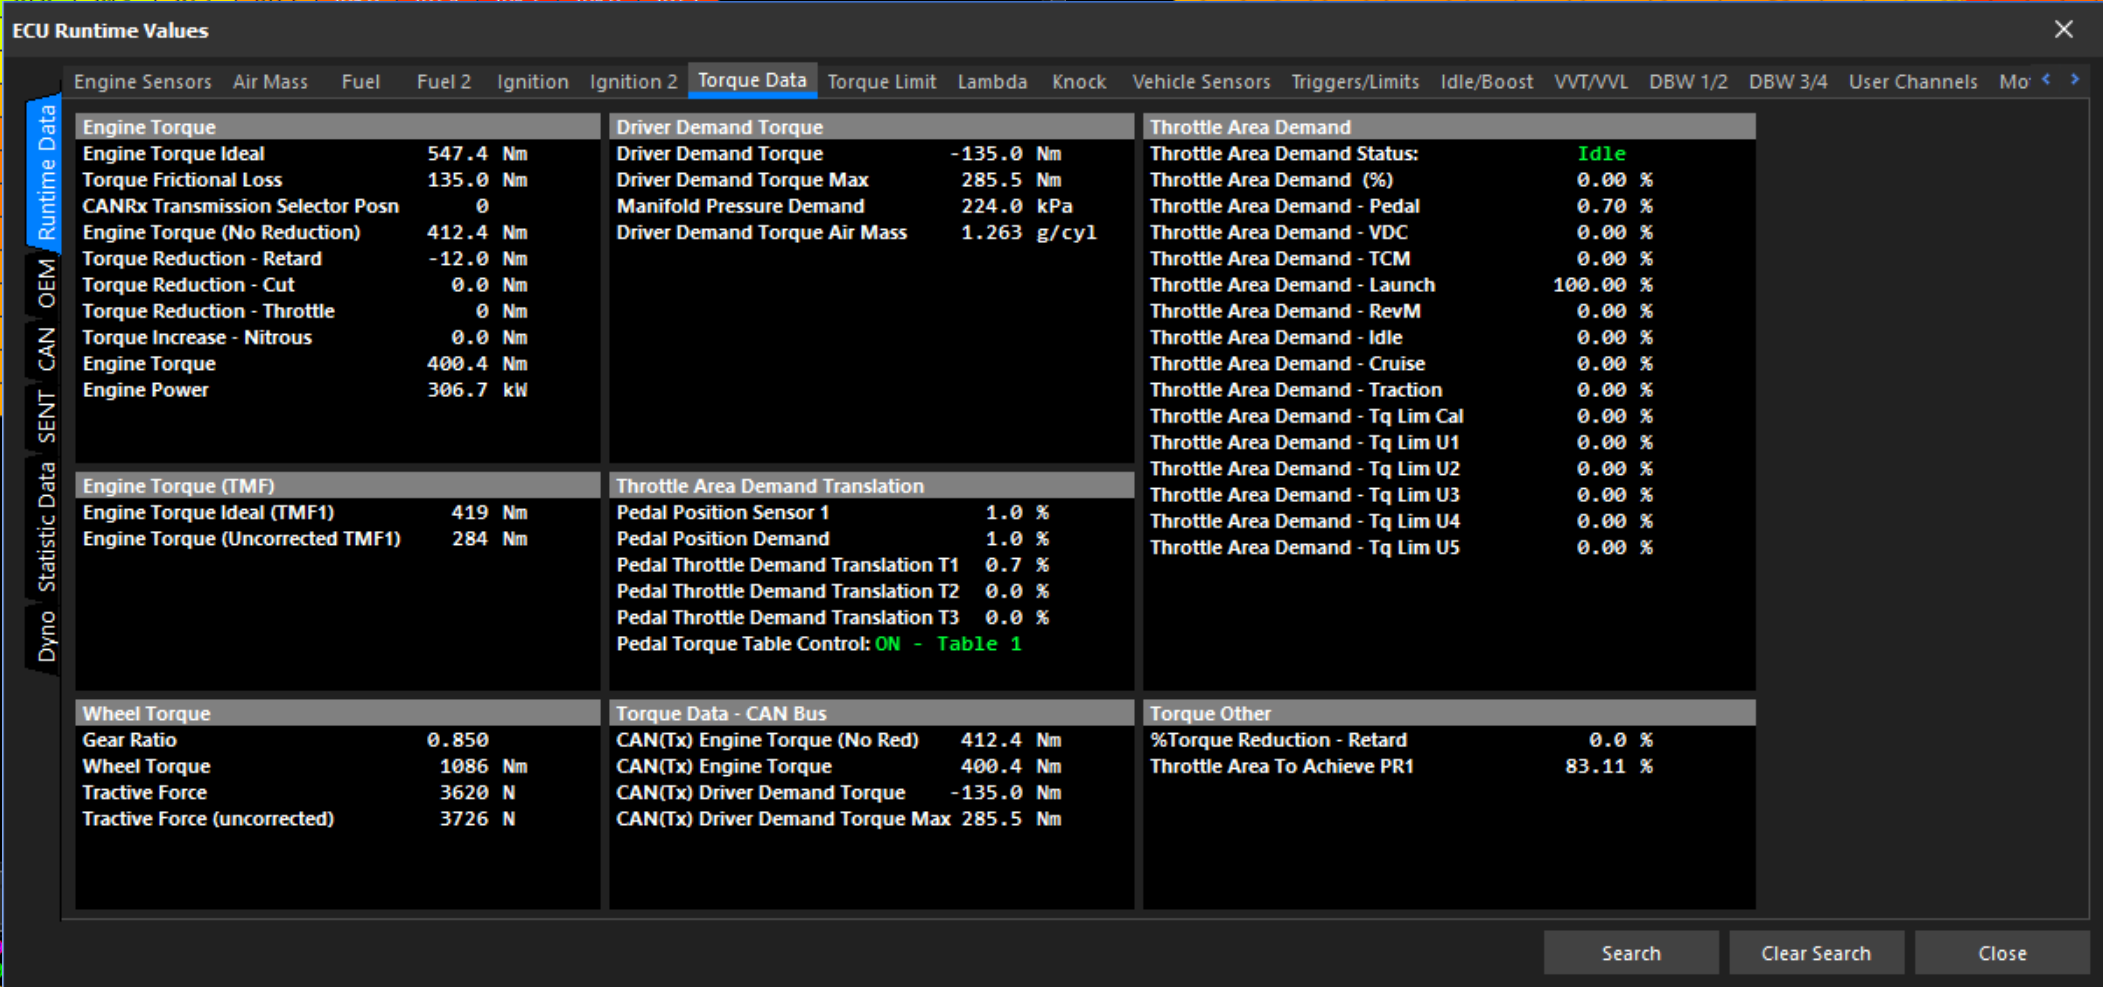 ECU Runtime Values
Engine Sensors Air Mass Fuel Fuel 2 Ignition Ignition 2 Torque Data Torque Limit Lambda Knock Vehicle Sensors Triggers/Limits Idle/Boost VVT/VVL DBW 1/2 DBW 3/4 User Channels Mo
Runtime Data
OEM
CAN
SENT
Statistic Data
Dyno
Engine Torque
Engine Torque Ideal 547.4 Nm
Torque Frictional Loss 135.0 Nm
CANRx Transmission Selector Posn 0
Engine Torque (No Reduction) 412.4 Nm
Torque Reduction - Retard -12.0 Nm
Torque Reduction - Cut 0.0 Nm
Torque Reduction - Throttle 0 Nm
Torque Increase - Nitrous 0.0 Nm
Engine Torque 400.4 Nm
Engine Power 306.7 kW
Driver Demand Torque
Driver Demand Torque -135.0 Nm
Driver Demand Torque Max 285.5 Nm
Manifold Pressure Demand 224.0 kPa
Driver Demand Torque Air Mass 1.263 g/cyl
Throttle Area Demand
Throttle Area Demand Status: Idle
Throttle Area Demand (%) 0.00 %
Throttle Area Demand - Pedal 0.70 %
Throttle Area Demand - VDC 0.00 %
Throttle Area Demand - TCM 0.00 %
Throttle Area Demand - Launch 100.00 %
Throttle Area Demand - RevM 0.00 %
Throttle Area Demand - Idle 0.00 %
Throttle Area Demand - Cruise 0.00 %
Throttle Area Demand - Traction 0.00 %
Throttle Area Demand - Tq Lim Cal 0.00 %
Throttle Area Demand - Tq Lim U1 0.00 %
Throttle Area Demand - Tq Lim U2 0.00 %
Throttle Area Demand - Tq Lim U3 0.00 %
Throttle Area Demand - Tq Lim U4 0.00 %
Throttle Area Demand - Tq Lim U5 0.00 %
Engine Torque (TMF)
Engine Torque Ideal (TMF1) 419 Nm
Engine Torque (Uncorrected TMF1) 284 Nm
Throttle Area Demand Translation
Pedal Position Sensor 1 1.0 %
Pedal Position Demand 1.0 %
Pedal Throttle Demand Translation T1 0.7 %
Pedal Throttle Demand Translation T2 0.0 %
Pedal Throttle Demand Translation T3 0.0 %
Pedal Torque Table Control: ON - Table 1
Wheel Torque
Gear Ratio 0.850
Wheel Torque 1086 Nm
Tractive Force 3620 N
Tractive Force (uncorrected) 3726 N
Torque Data - CAN Bus
CAN(Tx) Engine Torque (No Red) 412.4 Nm
CAN(Tx) Engine Torque 400.4 Nm
CAN(Tx) Driver Demand Torque -135.0 Nm
CAN(Tx) Driver Demand Torque Max 285.5 Nm
Torque Other
%Torque Reduction - Retard 0.0 %
Throttle Area To Achieve PR1 83.11 %
Search Clear Search Close